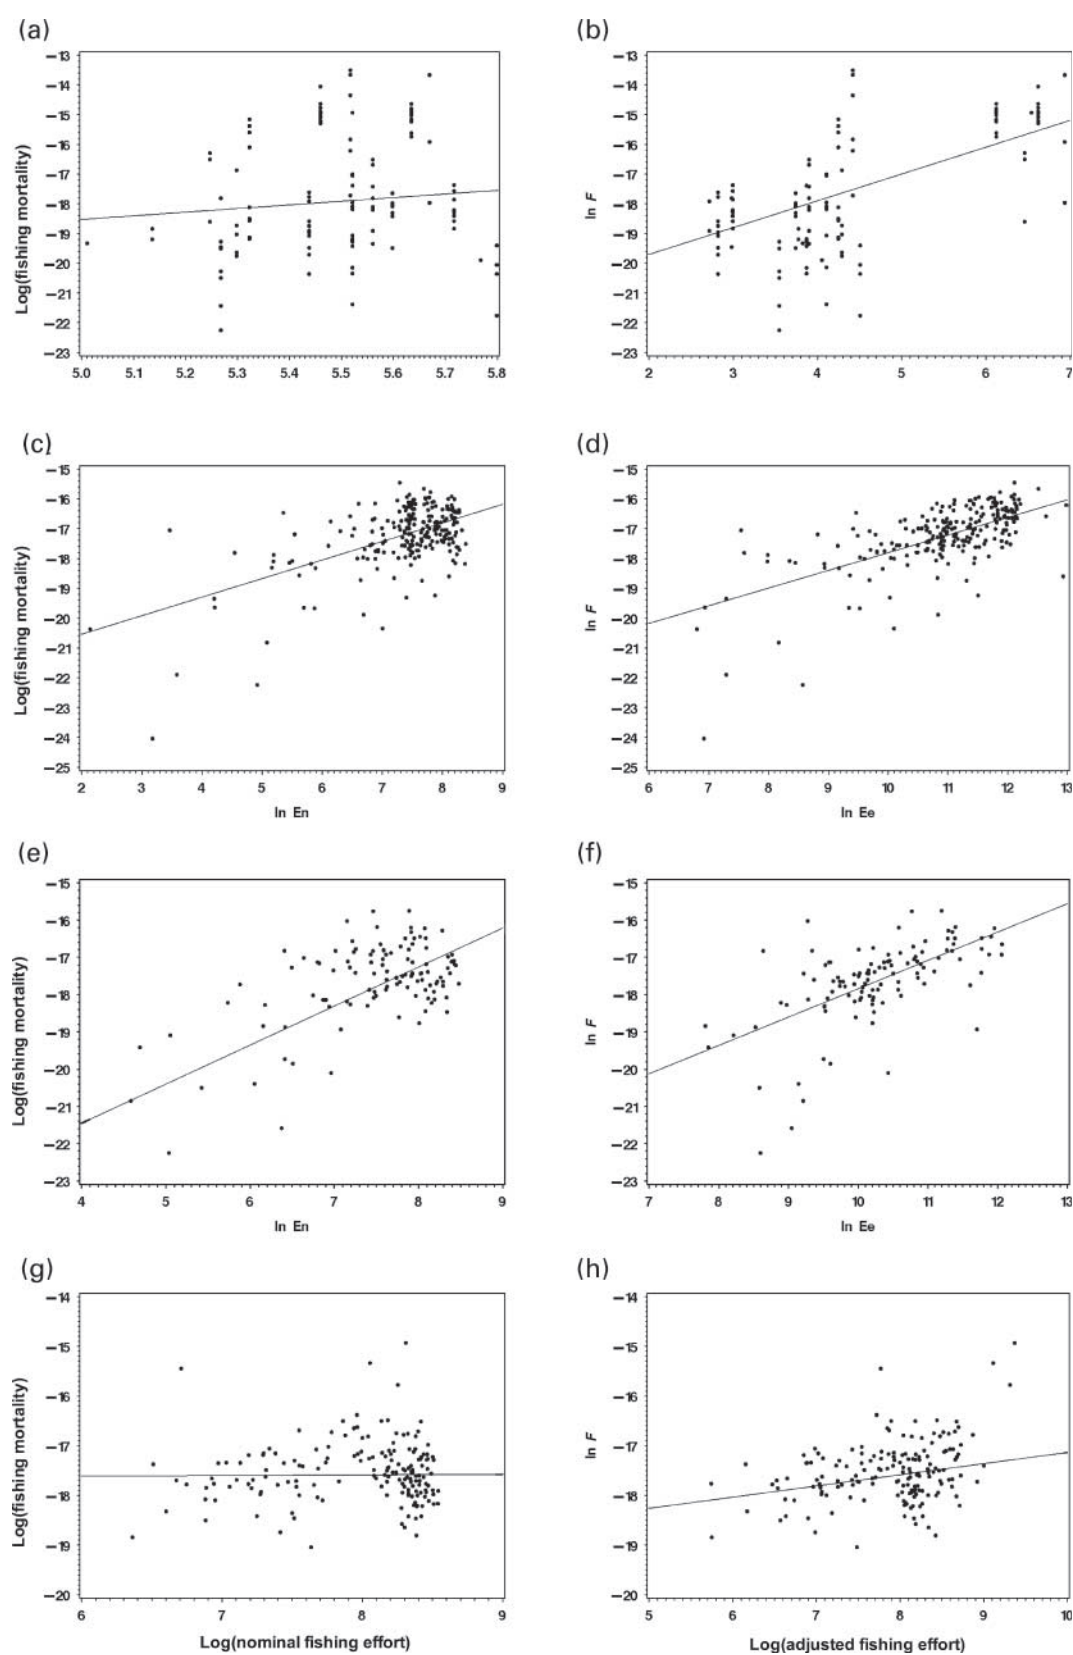 (a)
Log(fishing mortality)
−13
−14
−15
−16
−17
−18
−19
−20
−21
−22
−23
5.0 5.1 5.2 5.3 5.4 5.5 5.6 5.7 5.8
(b)
ln F
−13
−14
−15
−16
−17
−18
−19
−20
−21
−22
−23
2 3 4 5 6 7
(c)
Log(fishing mortality)
−15
−16
−17
−18
−19
−20
−21
−22
−23
−24
−25
2 3 4 5 6 7 8 9
ln En
(d)
ln F
−15
−16
−17
−18
−19
−20
−21
−22
−23
−24
−25
6 7 8 9 10 11 12 13
ln Ee
(e)
Log(fishing mortality)
−15
−16
−17
−18
−19
−20
−21
−22
−23
4 5 6 7 8 9
ln En
(f)
ln F
−15
−16
−17
−18
−19
−20
−21
−22
−23
7 8 9 10 11 12 13
ln Ee
(g)
Log(fishing mortality)
−14
−15
−16
−17
−18
−19
−20
6 7 8 9
Log(nominal fishing effort)
(h)
ln F
−14
−15
−16
−17
−18
−19
−20
5 6 7 8 9 10
Log(adjusted fishing effort)